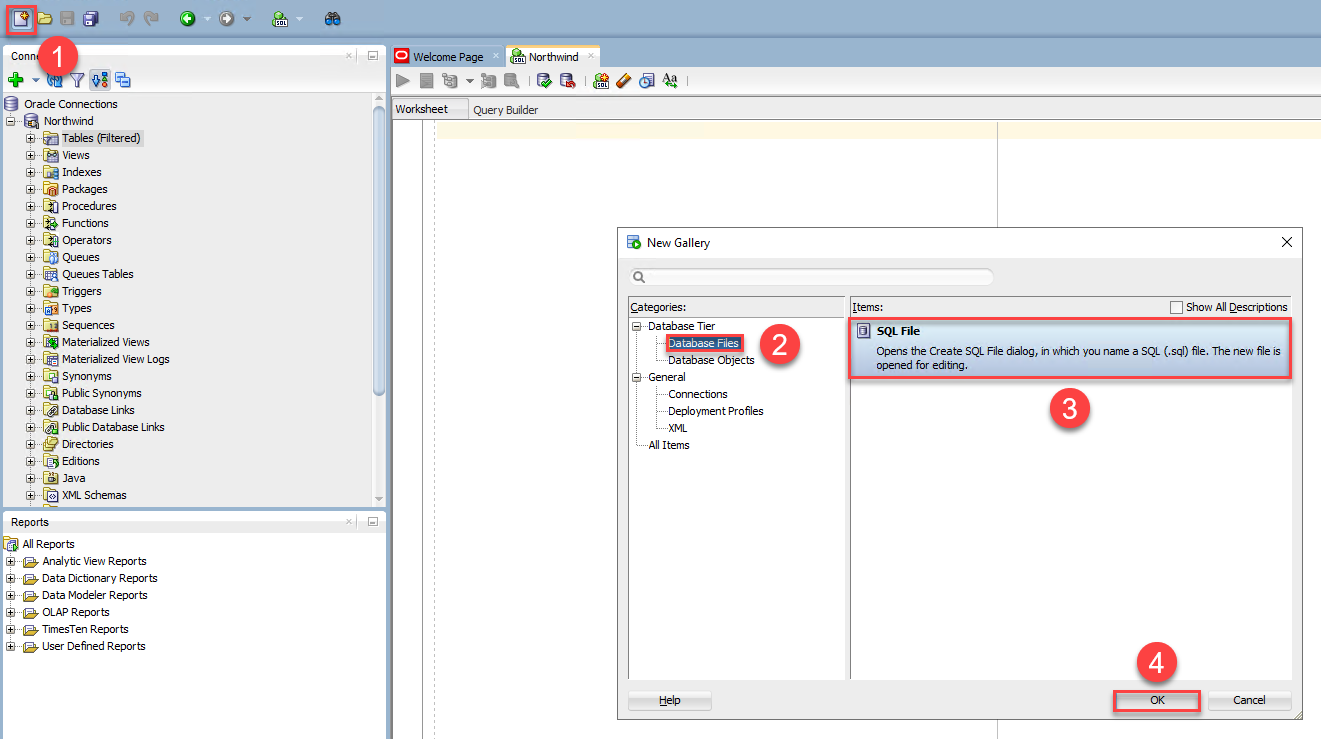 SQL
1
Connе
Welcome Page
Northwind
SQL
Aa
Worksheet
Query Builder
Oracle Connections
Northwind
Tables (Filtered)
Views
Indexes
Packages
Procedures
Functions
Operators
Queues
Queues Tables
Triggers
Types
Sequences
Materialized Views
Materialized View Logs
Synonyms
Public Synonyms
Database Links
Public Database Links
Directories
Editions
Java
XML Schemas
Reports
All Reports
Analytic View Reports
Data Dictionary Reports
Data Modeler Reports
OLAP Reports
TimesTen Reports
User Defined Reports
New Gallery
Categories:
Database Tier
Database Files
2
Database Objects
General
Connections
Deployment Profiles
XML
All Items
Items:
Show All Descriptions
SQL File
Opens the Create SQL File dialog, in which you name a SQL (.sql) file. The new file is
opened for editing.
3
4
Help
OK
Cancel